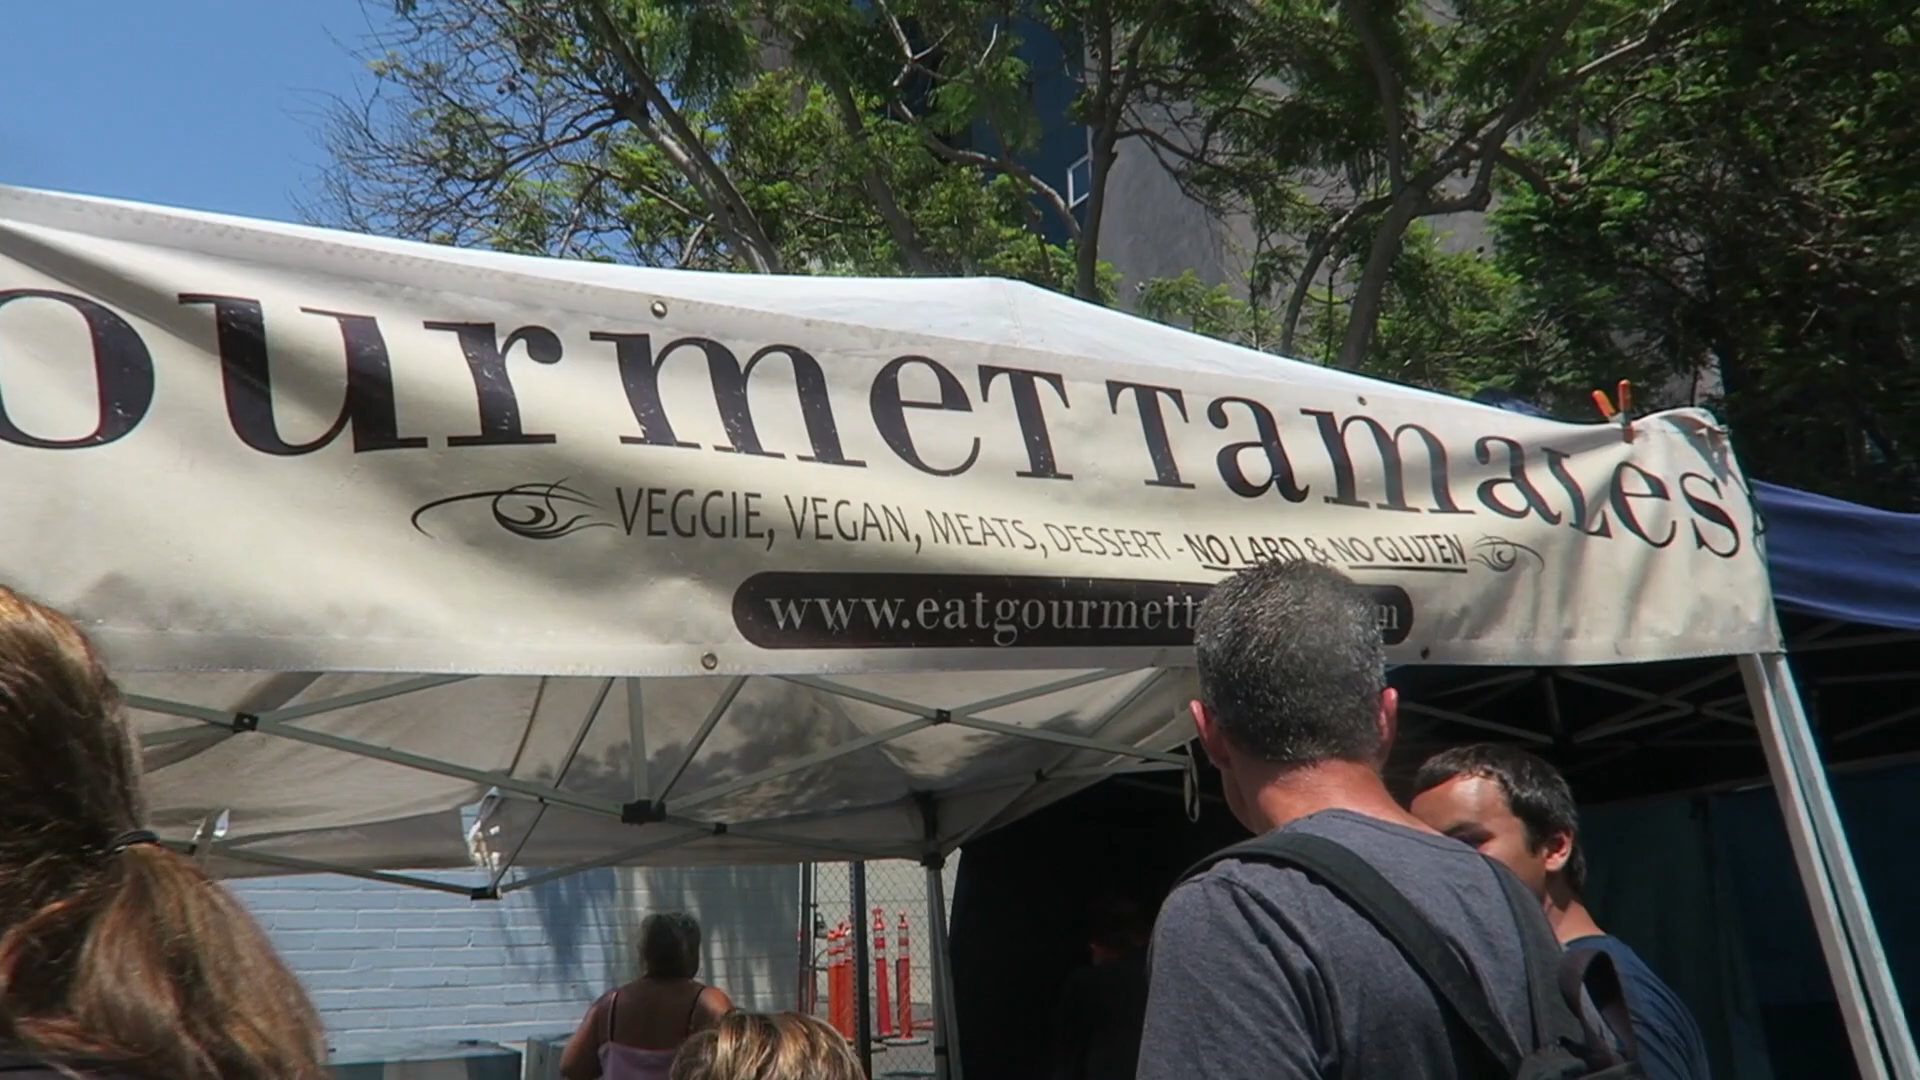 ourmeT Tamales
VEGGIE, VEGAN, MEATS, DESSERT - NO LARD & NO GLUTEN
www.eatgourmett m